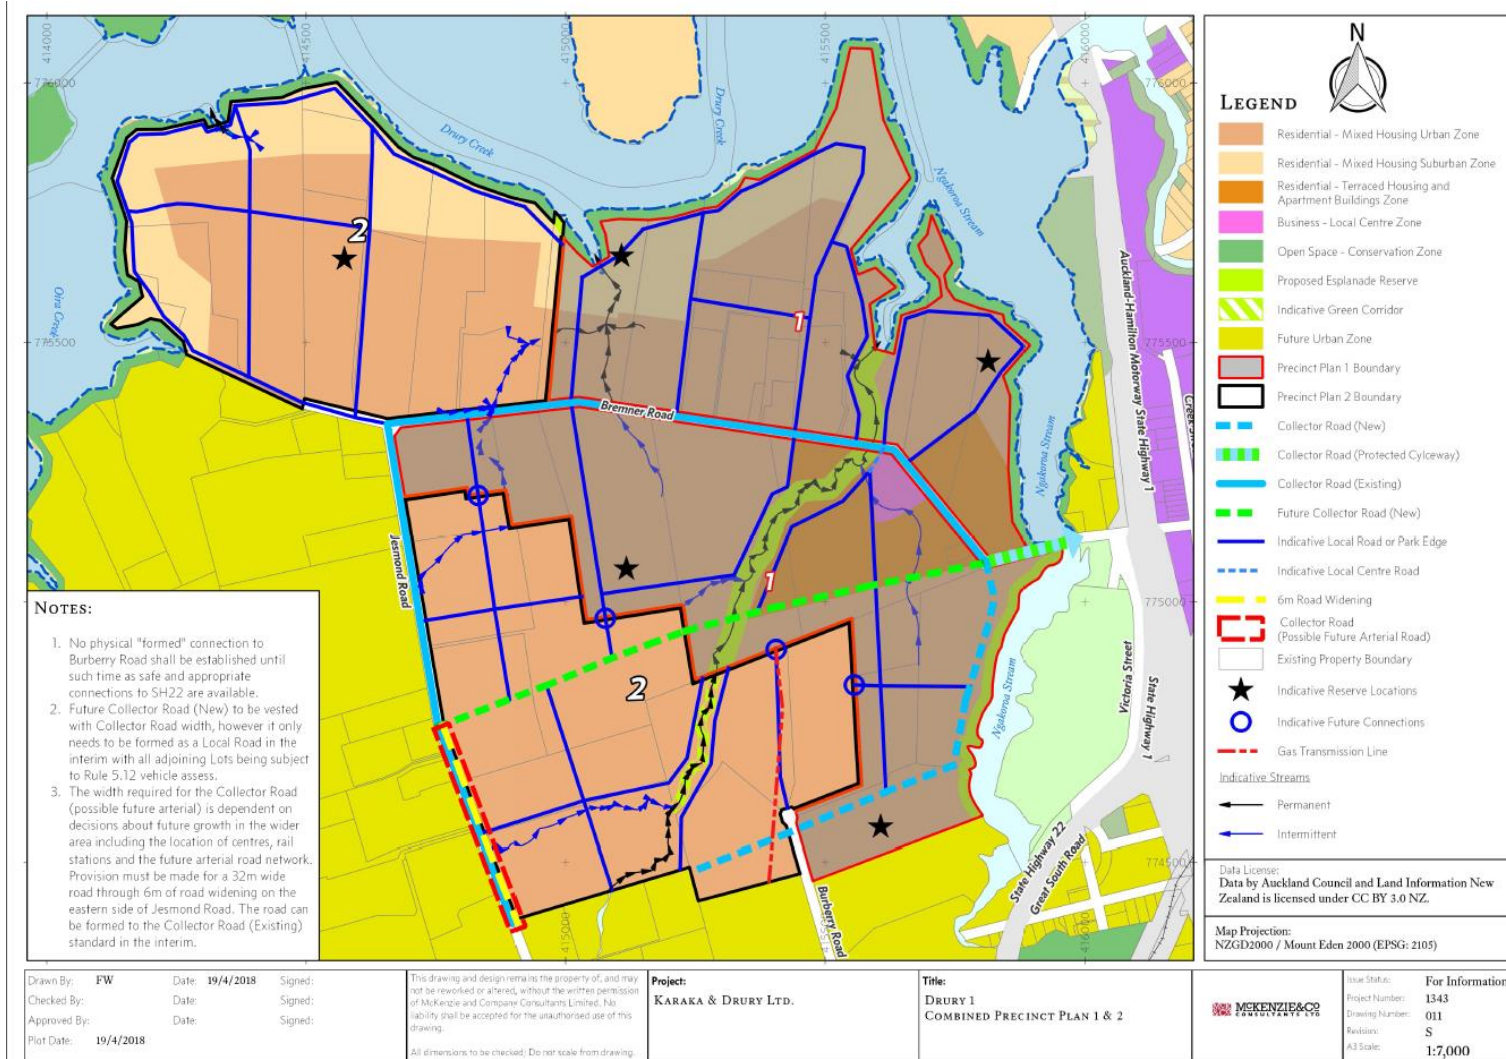 414000
414500
415000
415500
416000
776000
776000
775500
775500
775000
774500
415000
415500
416000
Drury Creek
Drury Creek
Ngakoroa Stream
Oira Creek
Ngakoroa Stream
Ngakoroa Stream
Auckland-Hamilton Motorway State Highway 1
Creek
2
1
Bremner Road
Jesmond Road
1
2
Victoria Street
State Highway 1
State Highway 22
Great South Road
Burberry Road
NOTES:
1. No physical "formed" connection to
Burberry Road shall be established until
such time as safe and appropriate
connections to SH22 are available.
2. Future Collector Road (New) to be vested
with Collector Road width, however it only
needs to be formed as a Local Road in the
interim with all adjoining Lots being subject
to Rule 5.12 vehicle assess.
3. The width required for the Collector Road
(possible future arterial) is dependent on
decisions about future growth in the wider
area including the location of centres, rail
stations and the future arterial road network.
Provision must be made for a 32m wide
road through 6m of road widening on the
eastern side of Jesmond Road. The road can
be formed to the Collector Road (Existing)
standard in the interim.
N
LEGEND
Residential - Mixed Housing Urban Zone
Residential - Mixed Housing Suburban Zone
Residential - Terraced Housing and
Apartment Buildings Zone
Business - Local Centre Zone
Open Space - Conservation Zone
Proposed Esplanade Reserve
Indicative Green Corridor
Future Urban Zone
Precinct Plan 1 Boundary
Precinct Plan 2 Boundary
Collector Road (New)
Collector Road (Protected Cylceway)
Collector Road (Existing)
Future Collector Road (New)
Indicative Local Road or Park Edge
Indicative Local Centre Road
6m Road Widening
Collector Road
(Possible Future Arterial Road)
Existing Property Boundary
Indicative Reserve Locations
Indicative Future Connections
Gas Transmission Line
Indicative Streams
Permanent
Intermittent
Data License:
Data by Auckland Council and Land Information New
Zealand is licensed under CC BY 3.0 NZ.
Map Projection:
NZGD2000 / Mount Eden 2000 (EPSG: 2105)
Drawn By: FW Date: 19/4/2018 Signed:
Checked By: Date: Signed:
Approved By: Date: Signed:
Plot Date: 19/4/2018
This drawing and design remains the property of, and may
not be reworked or altered, without the written permission
of McKenzie and Company Consultants Limited. No
liability shall be accepted for the unauthorised use of this
drawing.
All dimensions to be checked; Do not scale from drawing.
Project:
KARAKA & DRURY LTD.
Title:
DRURY 1
COMBINED PRECINCT PLAN 1 & 2
MCKENZIE&CO
CONSULTANTS LTD
Issue Status: For Information
Project Number: 1343
Drawing Number: 011
Revision: S
A3 Scale: 1:7,000